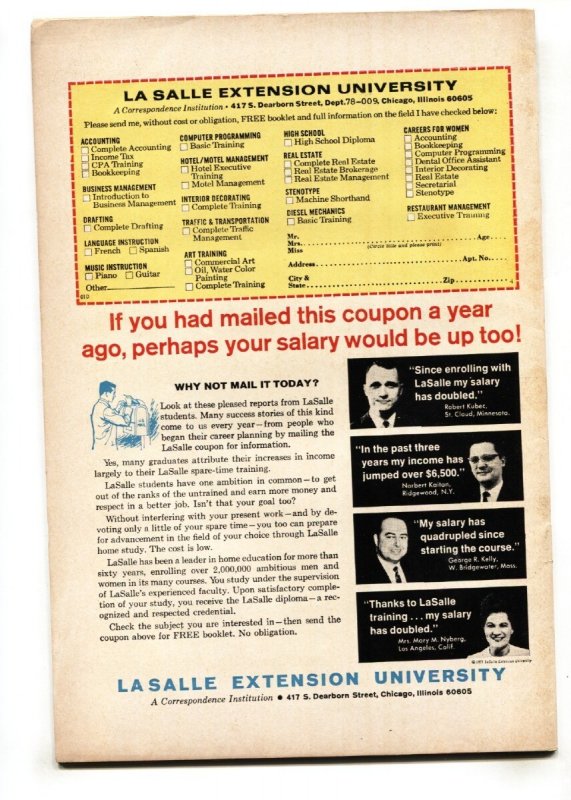 LA SALLE EXTENSION UNIVERSITY
A Correspondence Institution • 417 S. Dearborn Street, Dept. 78-009, Chicago, Illinois 60605
Please send me, without cost or obligation, FREE booklet and full information on the field I have checked below:
ACCOUNTING
Complete Accounting
Income Tax
CPA Training
Bookkeeping
BUSINESS MANAGEMENT
Introduction to
Business Management
DRAFTING
Complete Drafting
LANGUAGE INSTRUCTION
French Spanish
MUSIC INSTRUCTION
Piano Guitar
Other
COMPUTER PROGRAMMING
Basic Training
HOTEL/MOTEL MANAGEMENT
Hotel Executive
Training
Motel Management
INTERIOR DECORATING
Complete Training
TRAFFIC & TRANSPORTATION
Complete Traffic
Management
ART TRAINING
Commercial Art
Oil, Water Color
Painting
Complete Training
HIGH SCHOOL
High School Diploma
REAL ESTATE
Complete Real Estate
Real Estate Brokerage
Real Estate Management
STENOTYPE
Machine Shorthand
DIESEL MECHANICS
Basic Training
CAREERS FOR WOMEN
Accounting
Bookkeeping
Computer Programming
Dental Office Assistant
Interior Decorating
Real Estate
Secretarial
Stenotype
RESTAURANT MANAGEMENT
Executive Training
Mr.
Mrs. Age
Miss (Circle title and please print)
Address Apt. No.
City &
State Zip
4
If you had mailed this coupon a year
ago, perhaps your salary would be up too!
WHY NOT MAIL IT TODAY?
Look at these pleased reports from LaSalle
students. Many success stories of this kind
come to us every year—from people who
began their career planning by mailing the
LaSalle coupon for information.
Yes, many graduates attribute their increases in income
largely to their LaSalle spare-time training.
LaSalle students have one ambition in common—to get
out of the ranks of the untrained and earn more money and
respect in a better job. Isn't that your goal too?
Without interfering with your present work—and by de-
voting only a little of your spare time—you too can prepare
for advancement in the field of your choice through LaSalle
home study. The cost is low.
LaSalle has been a leader in home education for more than
sixty years, enrolling over 2,000,000 ambitious men and
women in its many courses. You study under the supervision
of LaSalle's experienced faculty. Upon satisfactory comple-
tion of your study, you receive the LaSalle diploma—a rec-
ognized and respected credential.
Check the subject you are interested in—then send the
coupon above for FREE booklet. No obligation.
"Since enrolling with
LaSalle my salary
has doubled."
Robert Kubec,
St. Cloud, Minnesota.
"In the past three
years my income has
jumped over $6,500."
Norbert Kaitan,
Ridgewood, N.Y.
"My salary has
quadrupled since
starting the course."
George R. Kelly,
W. Bridgewater, Mass.
"Thanks to LaSalle
training...my salary
has doubled."
Mrs. Mary M. Nyberg,
Los Angeles, Calif.
LaSalle Extension University
LASALLE EXTENSION UNIVERSITY
A Correspondence Institution • 417 S. Dearborn Street, Chicago, Illinois 60605